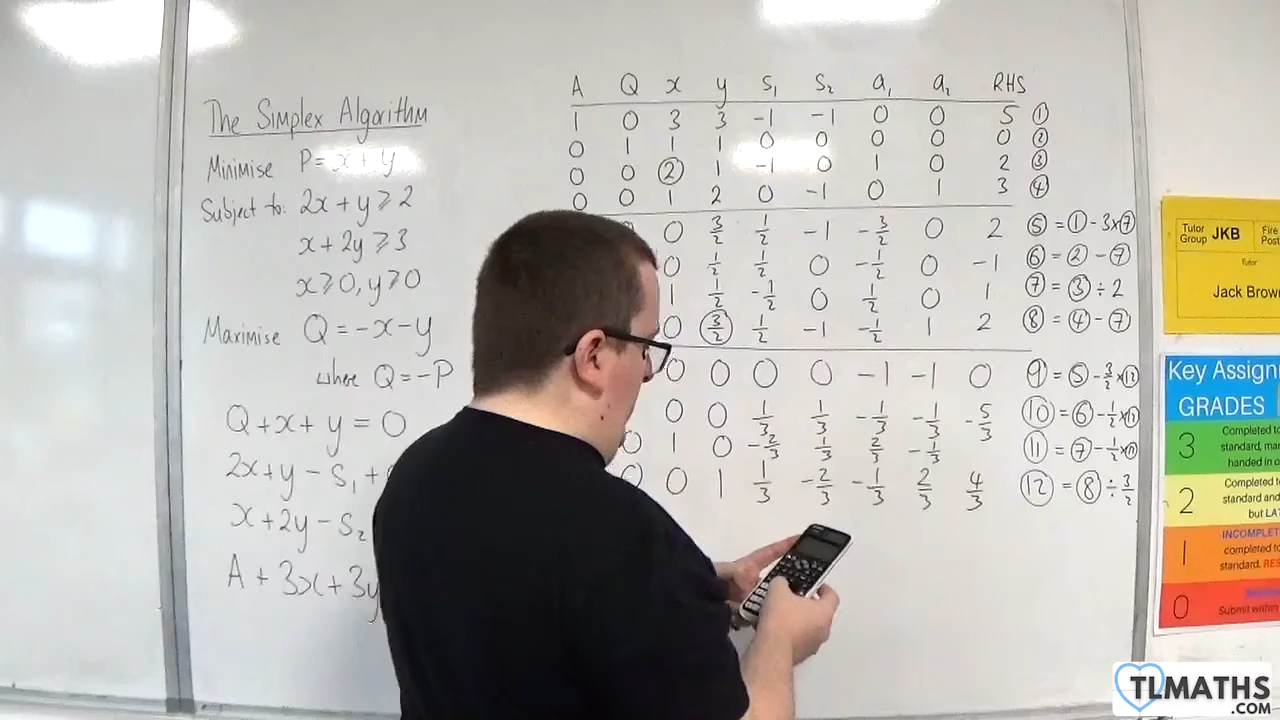 The Simplex Algorithm
Minimise P = x + y
Subject to: 2x + y ⩾ 2
x + 2y ⩾ 3
x ⩾ 0, y ⩾ 0
Maximise Q = -x - y
where Q = -P
Q + x + y = 0
2x + y - S₁ +
x + 2y - S₂
A + 3x + 3y
A Q x y S₁ S₂ a₁ a₂ RHS
1 0 3 3 -1 -1 0 0 5 ①
0 1 1 1 0 0 0 0 0 ②
0 0 ② 1 -1 0 1 0 2 ③
0 0 1 2 0 -1 0 1 3 ④
0 0 3/2 1/2 -1 -3/2 0 2 ⑤ = ① - 3×⑦
0 1/2 1/2 0 -1/2 0 -1 ⑥ = ② - ⑦
1 1/2 -1/2 0 1/2 0 1 ⑦ = ③ ÷ 2
0 (3/2) 1/2 -1 -1/2 1 2 ⑧ = ④ - ⑦
0 0 0 0 -1 -1 0 ⑨ = ⑤ - 3/2×⑫
0 0 1/3 1/3 -1/3 -1/3 -5/3 ⑩ = ⑥ - 1/2×⑫
0 1 0 -2/3 1/3 2/3 -1/3 ⑪ = ⑦ - 1/2×⑫
0 0 1 1/3 -2/3 -1/3 2/3 4/3 ⑫ = ⑧ ÷ 3/2
Tutor Group JKB Fire
Tutor
Jack Brow
Key Assign
GRADES
3 Completed to
standard,
handed in
2 Completed to
standard and
but LA
1 INCOMPLET
completed to
standard. RES
0
Submit
TLMATHS
.COM